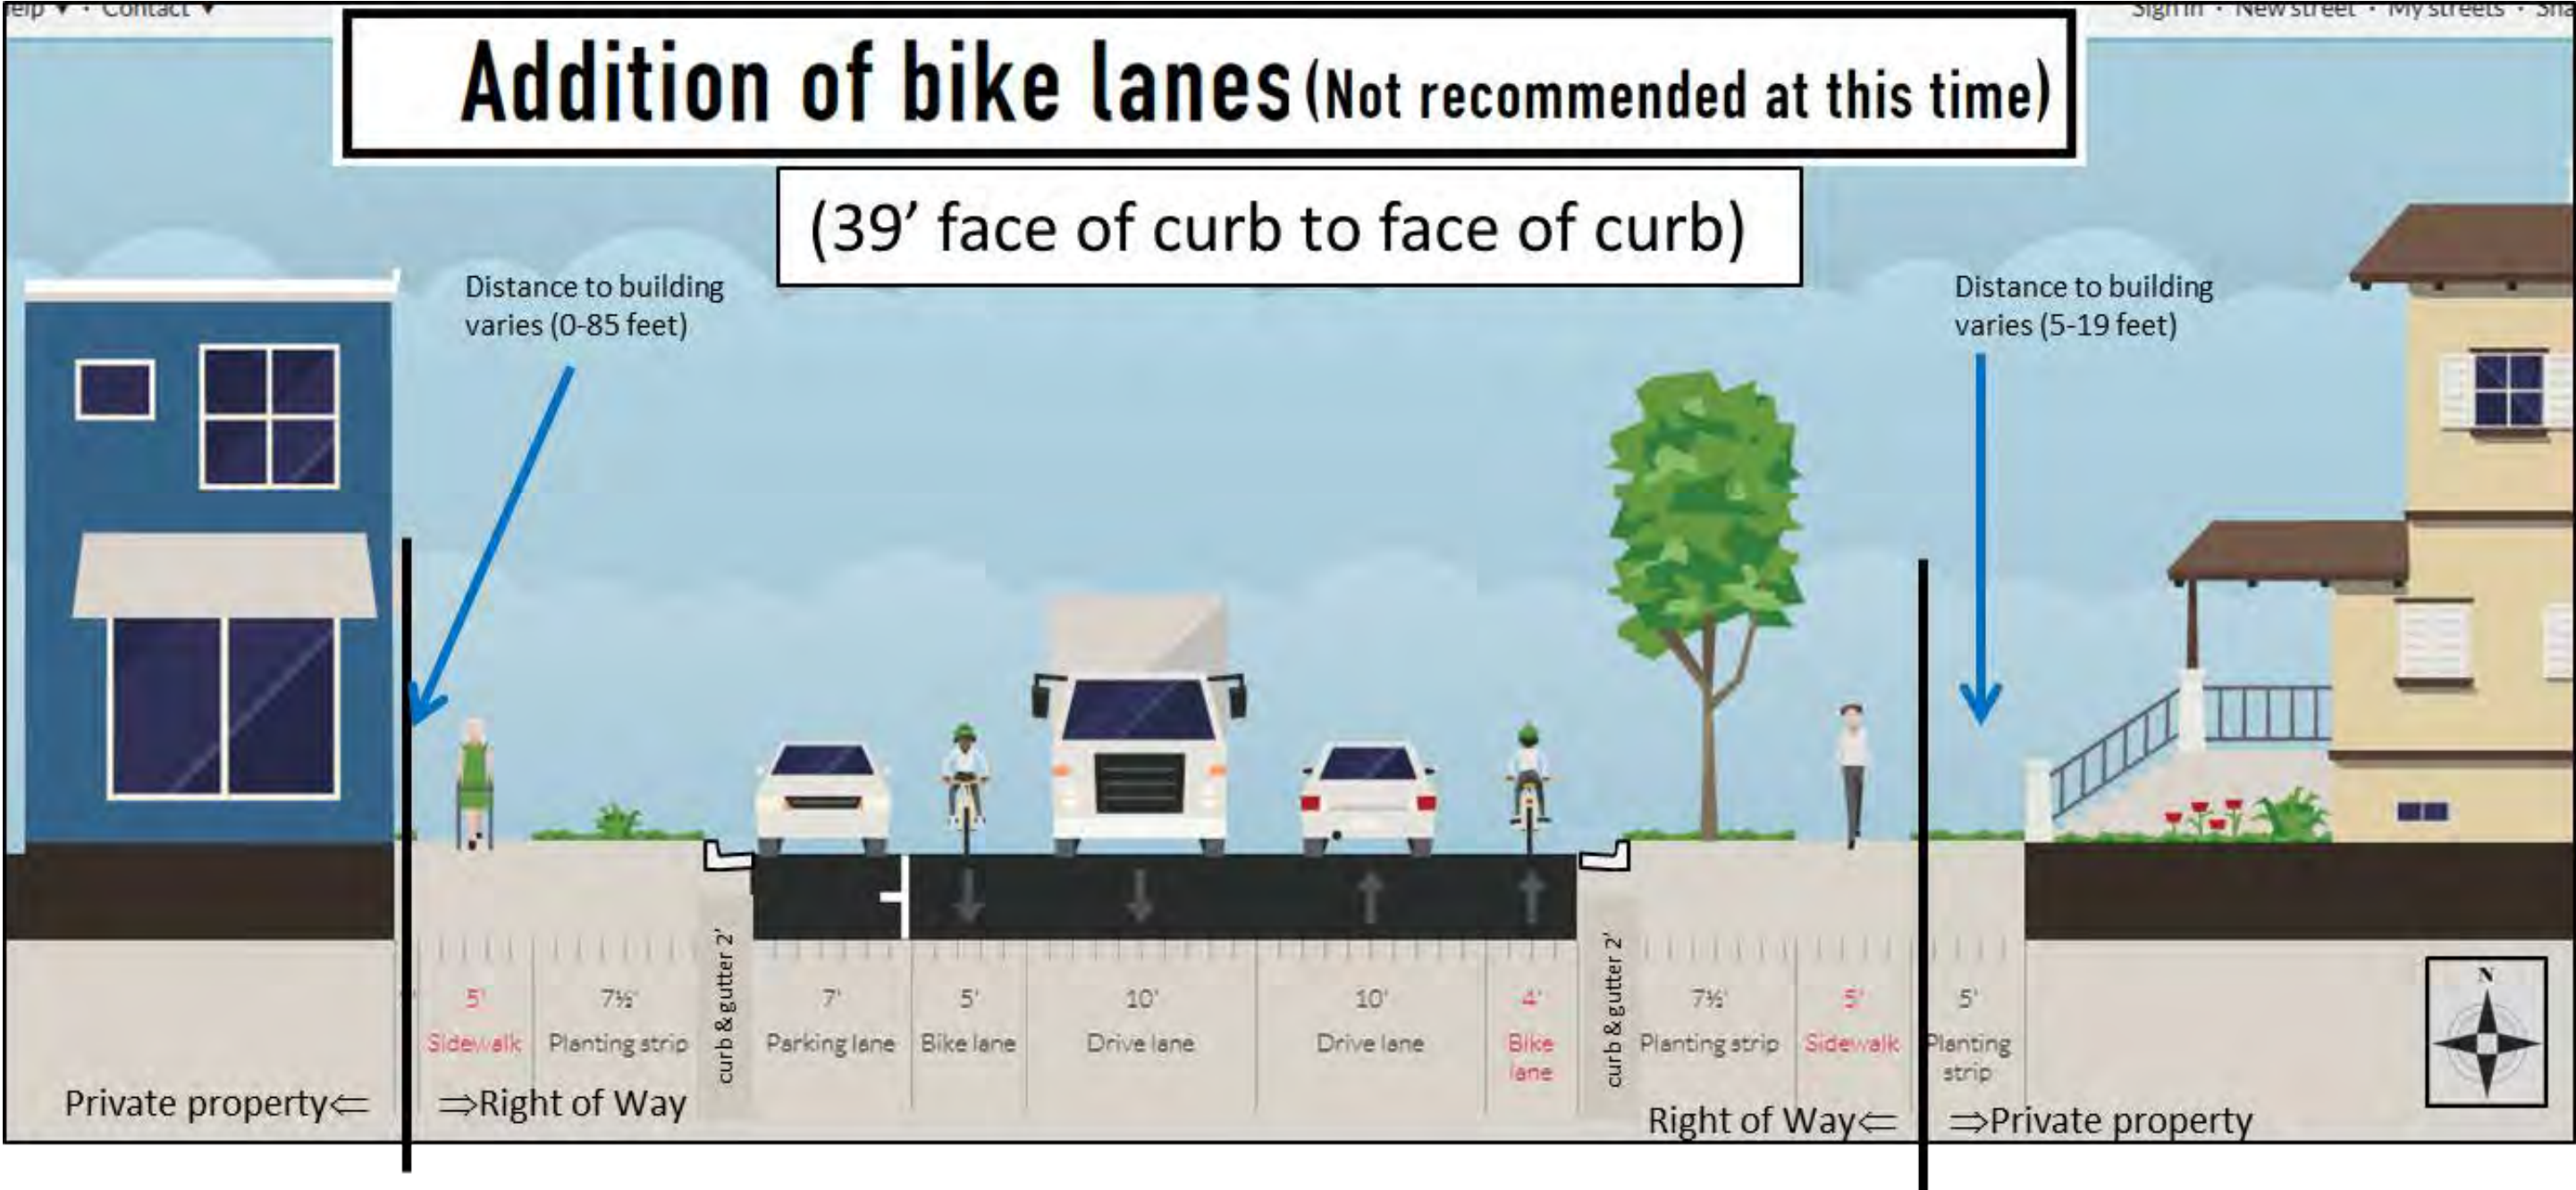 Help ▼ · Contact ▼
Sign in · New street · My streets ·
Addition of bike lanes (Not recommended at this time)
(39’ face of curb to face of curb)
Distance to building
varies (0-85 feet)
Distance to building
varies (5-19 feet)
5'
Sidewalk
7½'
Planting strip
curb & gutter 2’
7'
Parking lane
5'
Bike lane
10'
Drive lane
10'
Drive lane
4'
Bike
lane
curb & gutter 2’
7½'
Planting strip
5'
Sidewalk
5'
Planting
strip
N
Private property⇐
⇒Right of Way
Right of Way⇐
⇒Private property